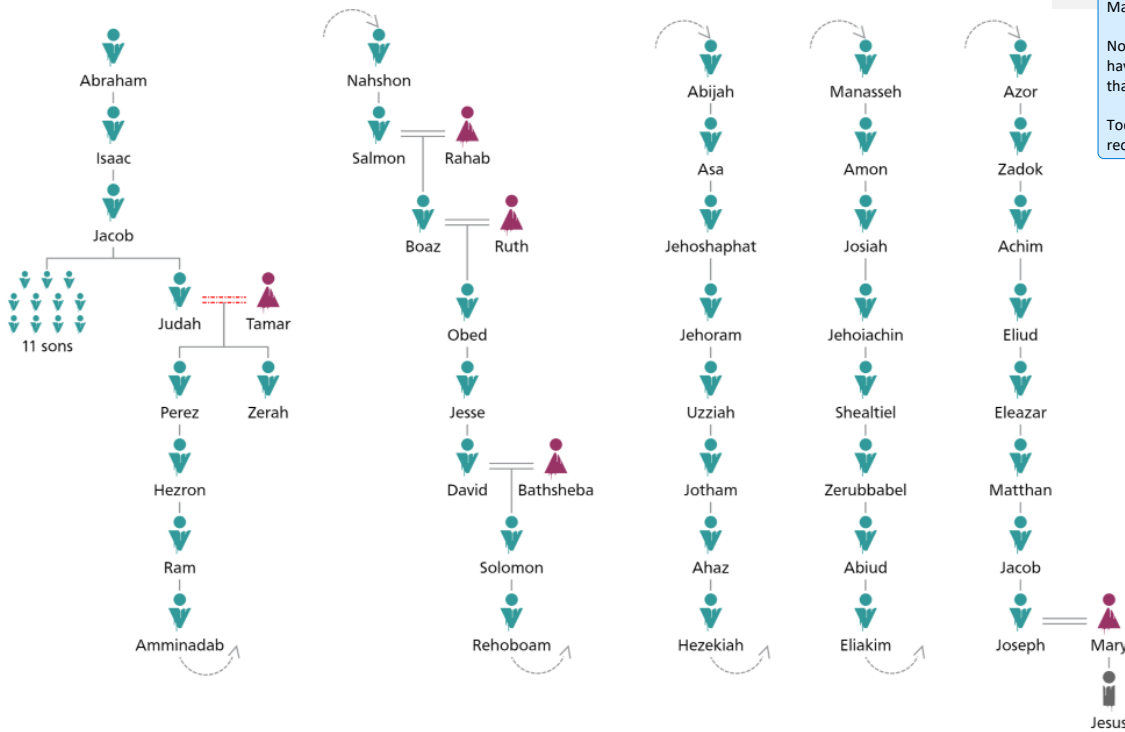 Abraham
Isaac
Jacob
11 sons
Judah
Tamar
Perez
Zerah
Hezron
Ram
Amminadab
Nahshon
Salmon
Rahab
Boaz
Ruth
Obed
Jesse
David
Bathsheba
Solomon
Rehoboam
Abijah
Asa
Jehoshaphat
Jehoram
Uzziah
Jotham
Ahaz
Hezekiah
Manasseh
Amon
Josiah
Jehoiachin
Shealtiel
Zerubbabel
Abiud
Eliakim
Azor
Zadok
Achim
Eliud
Eleazar
Matthan
Jacob
Joseph
Mary
Jesus